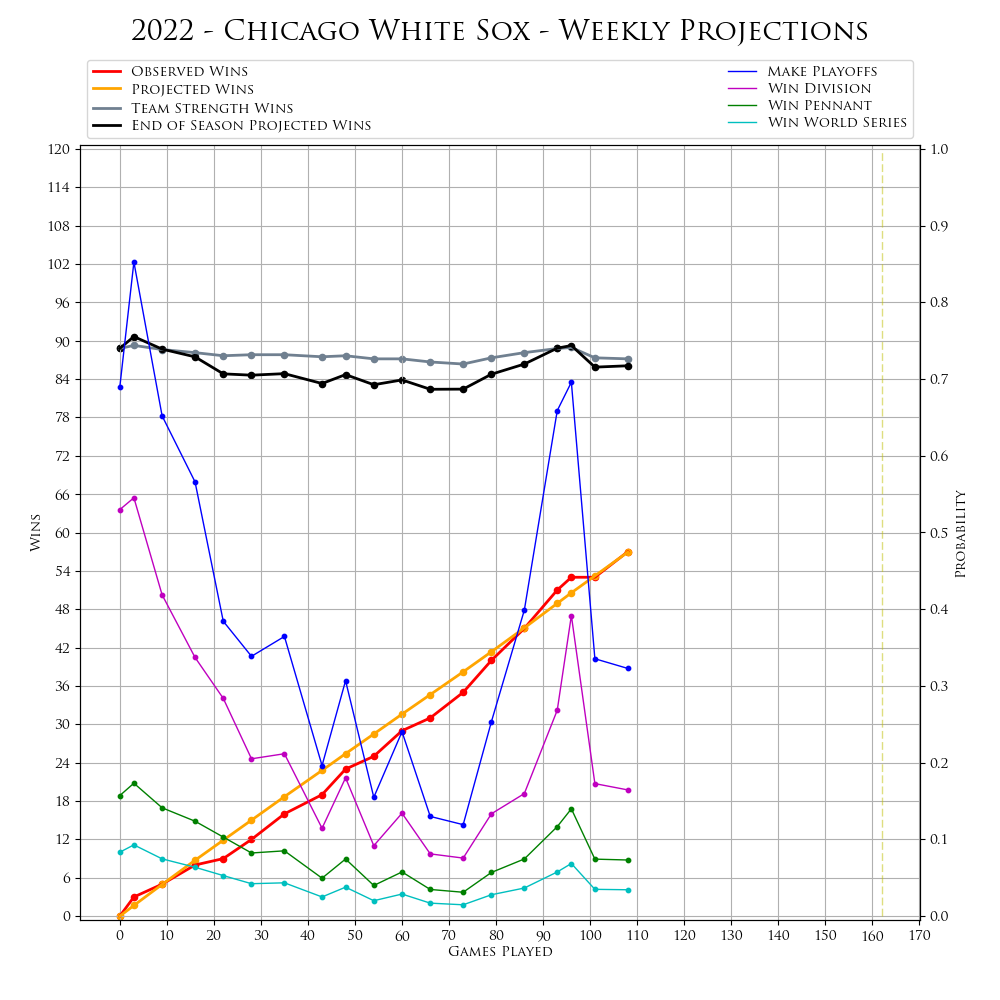 2022 - Chicago White Sox - Weekly Projections
Observed Wins
Projected Wins
Team Strength Wins
End of Season Projected Wins
Make Playoffs
Win Division
Win Pennant
Win World Series
120
114
108
102
96
90
84
78
72
66
60
54
48
42
36
30
24
18
12
6
0
Wins
1.0
0.9
0.8
0.7
0.6
0.5
0.4
0.3
0.2
0.1
0.0
Probability
0 10 20 30 40 50 60 70 80 90 100 110 120 130 140 150 160 170
Games Played